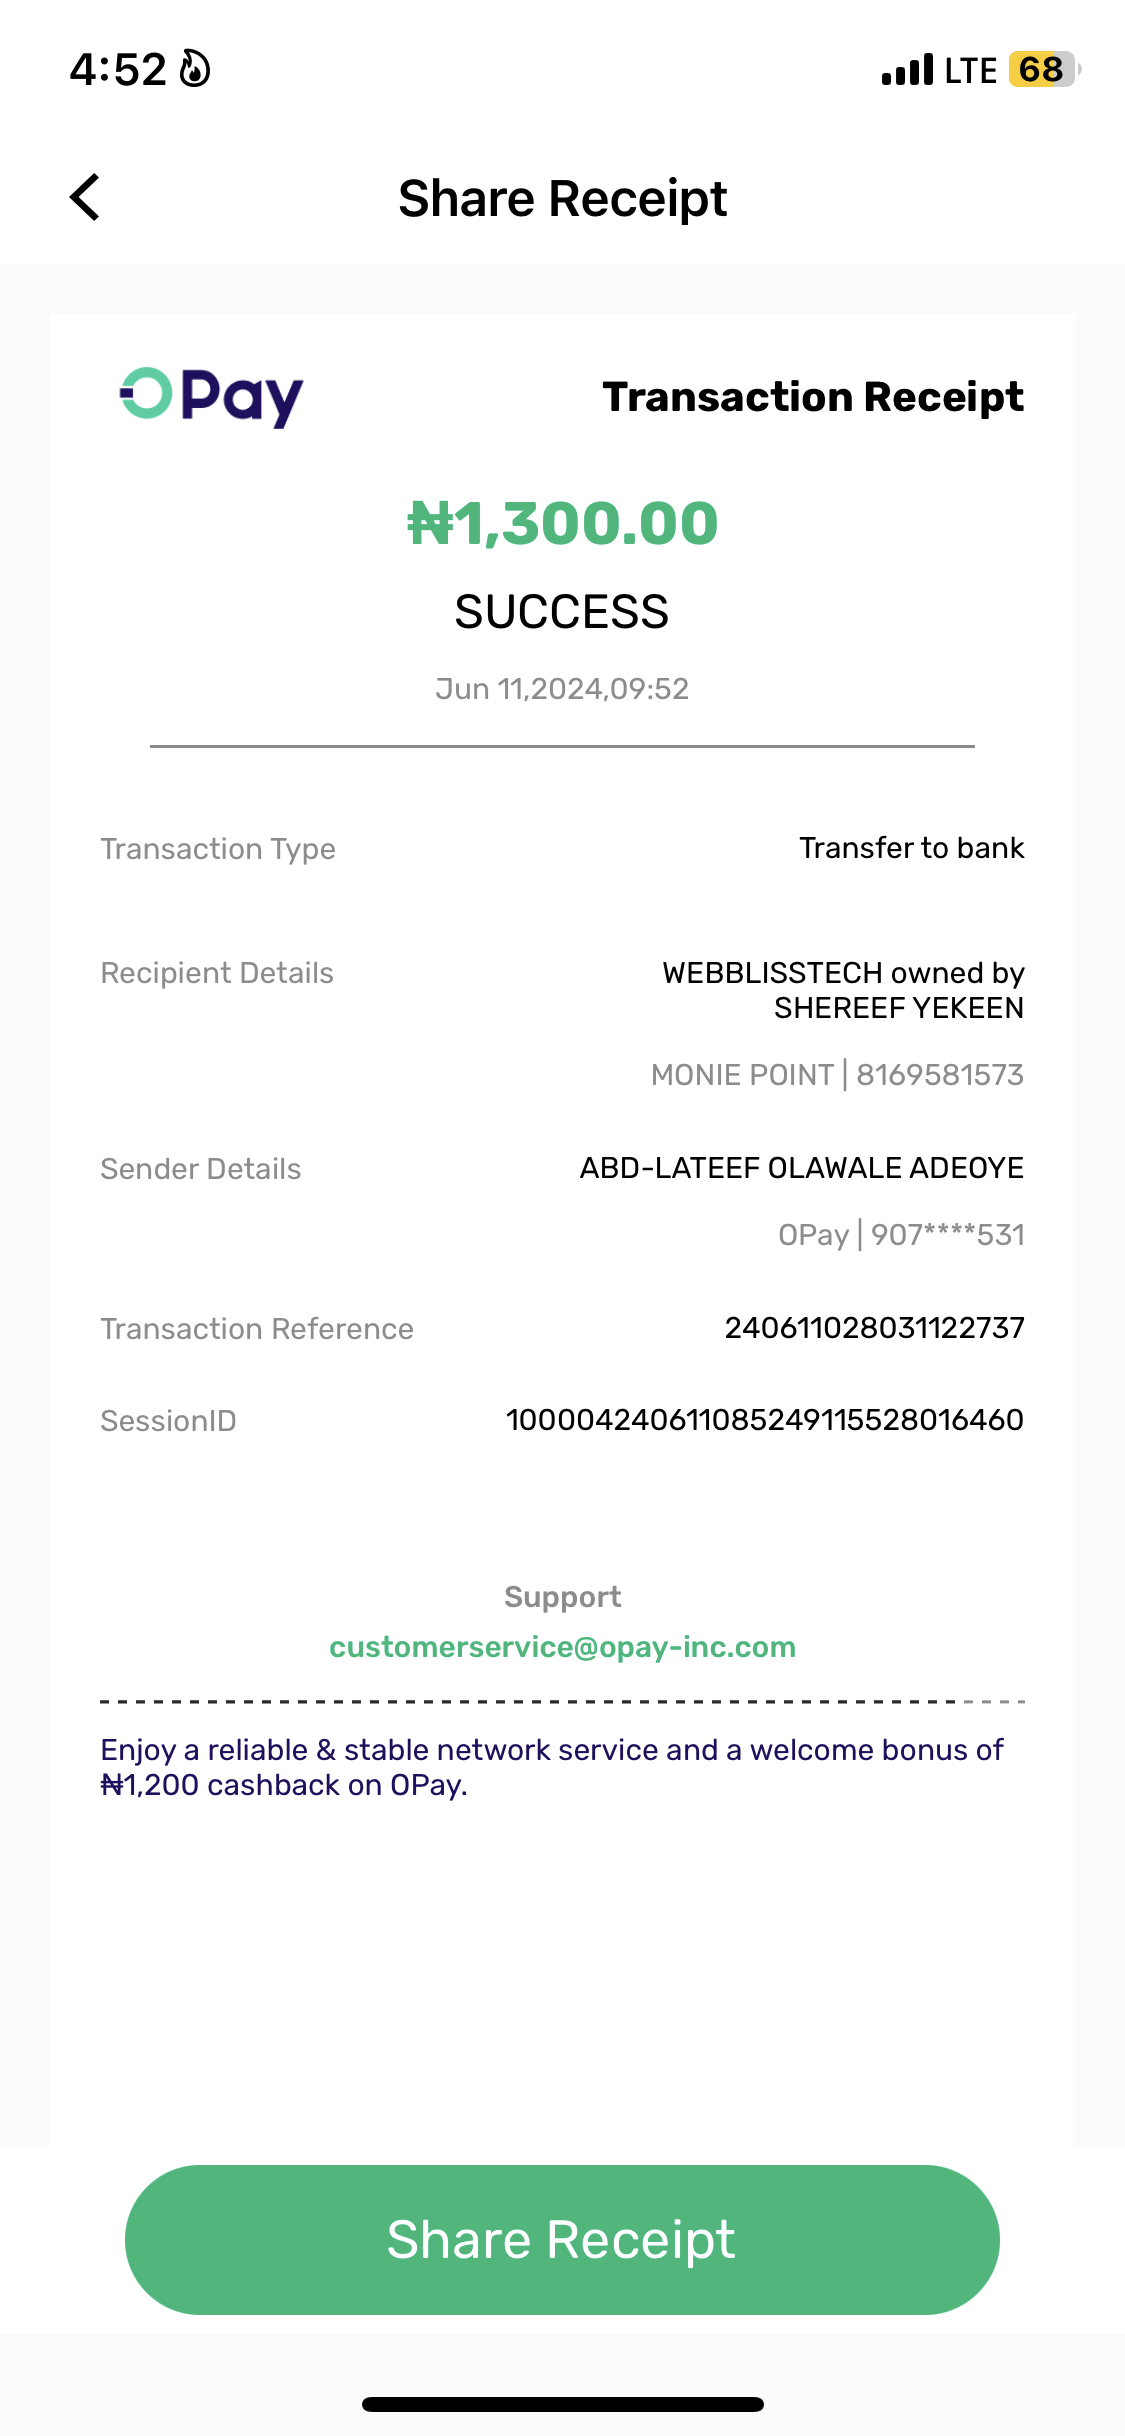 4:52
LTE 68
Share Receipt
OPay
Transaction Receipt
₦1,300.00
SUCCESS
Jun 11,2024,09:52
Transaction Type
Transfer to bank
Recipient Details
WEBBLISSTECH owned by
SHEREEF YEKEEN
MONIE POINT | 8169581573
Sender Details
ABD-LATEEF OLAWALE ADEOYE
OPay | 907****531
Transaction Reference
240611028031122737
SessionID
100004240611085249115528016460
Support
customerservice@opay-inc.com
Enjoy a reliable & stable network service and a welcome bonus of
₦1,200 cashback on OPay.
Share Receipt